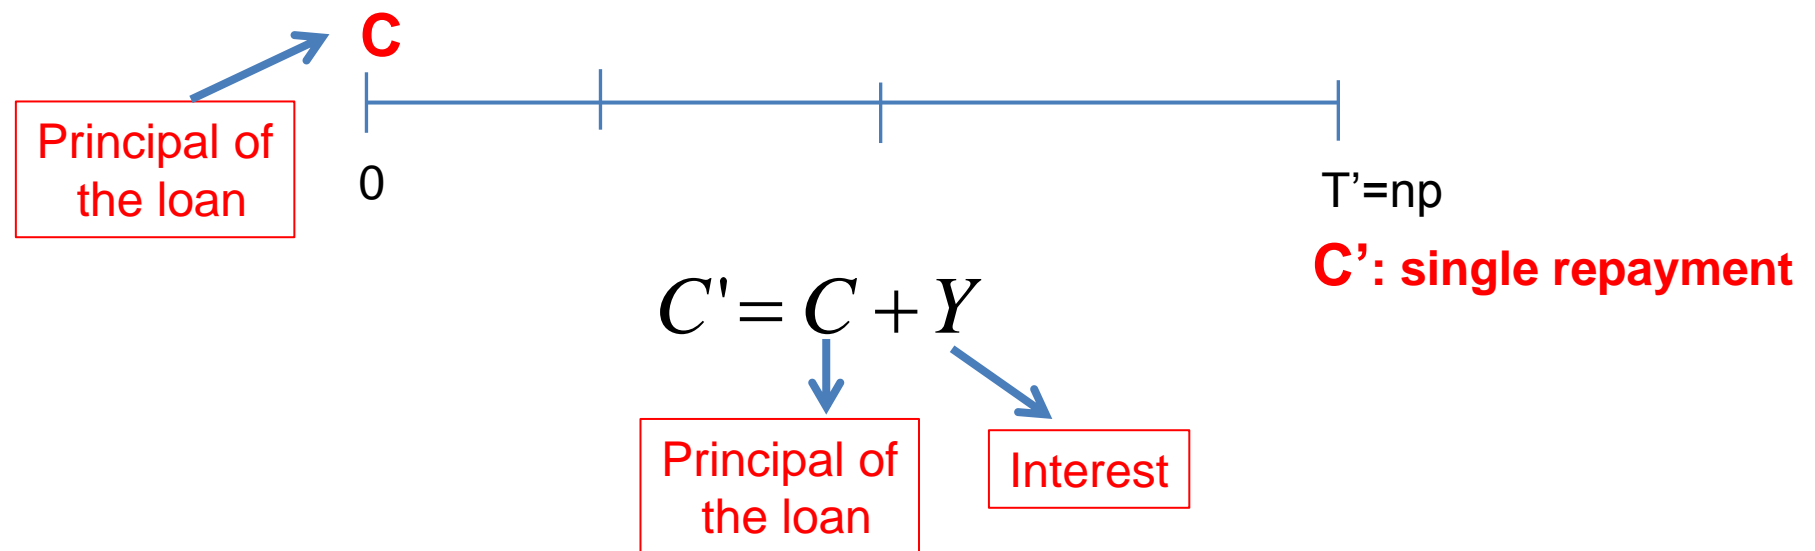 C
Principal of
the loan
0
T’=np
C’: single repayment
C'= C + Y
Principal of
the loan
Interest